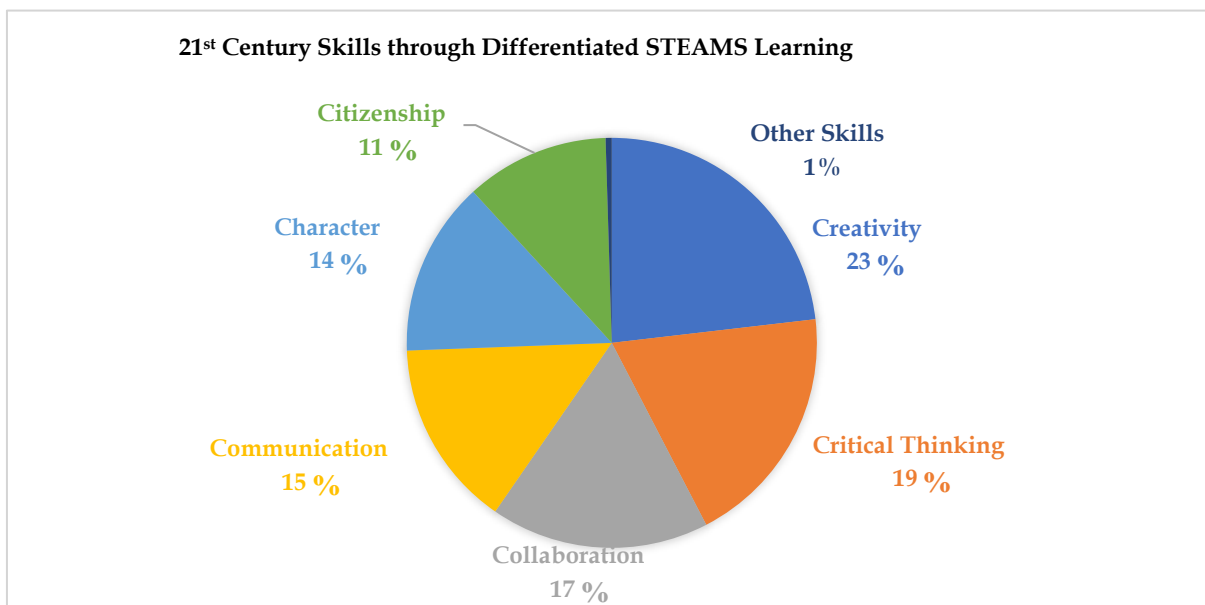 21st Century Skills through Differentiated STEAMS Learning
Citizenship
11 %
Other Skills
1%
Character
14 %
Creativity
23 %
Communication
15 %
Critical Thinking
19 %
Collaboration
17 %